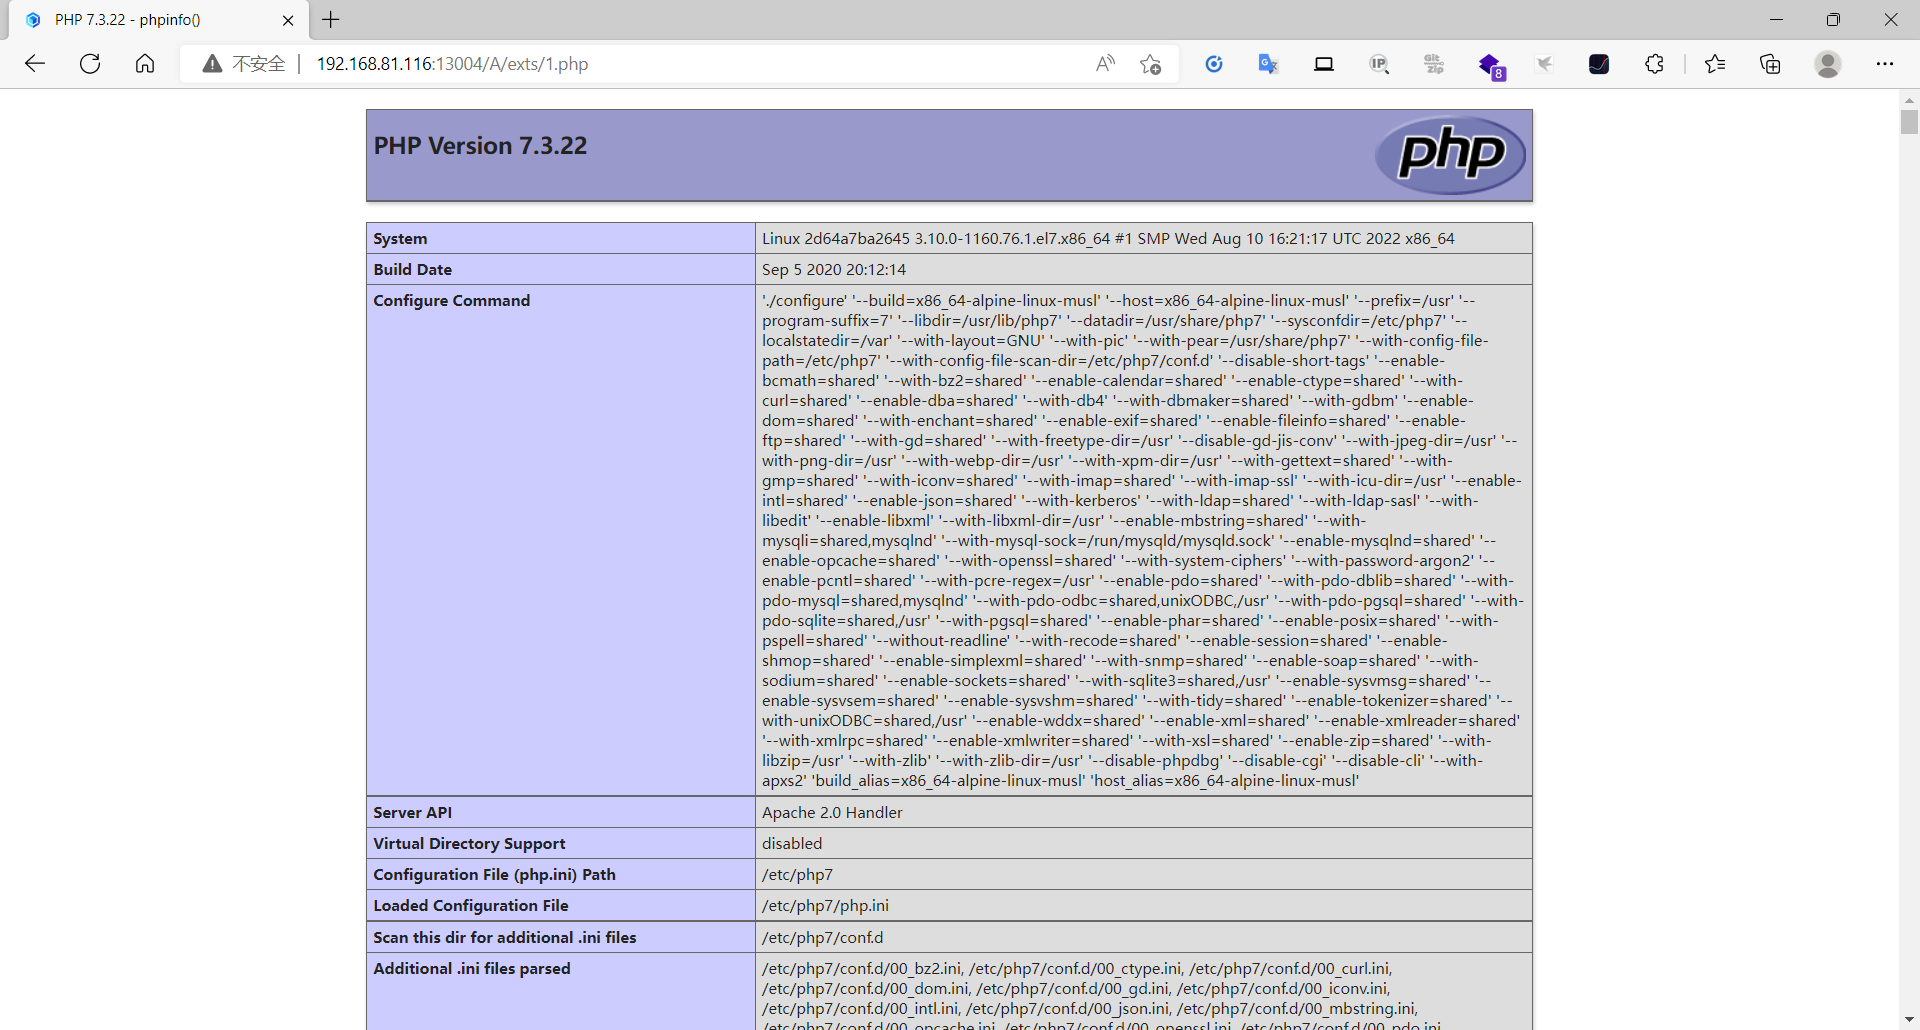 PHP 7.3.22 - phpinfo()
不安全 192.168.81.116:13004/A/exts/1.php
PHP Version 7.3.22
php
System Linux 2d64a7ba2645 3.10.0-1160.76.1.el7.x86_64 #1 SMP Wed Aug 10 16:21:17 UTC 2022 x86_64
Build Date Sep 5 2020 20:12:14
Configure Command './configure' '--build=x86_64-alpine-linux-musl' '--host=x86_64-alpine-linux-musl' '--prefix=/usr' '--
program-suffix=7' '--libdir=/usr/lib/php7' '--datadir=/usr/share/php7' '--sysconfdir=/etc/php7' '--
localstatedir=/var' '--with-layout=GNU' '--with-pic' '--with-pear=/usr/share/php7' '--with-config-file-
path=/etc/php7' '--with-config-file-scan-dir=/etc/php7/conf.d' '--disable-short-tags' '--enable-
bcmath=shared' '--with-bz2=shared' '--enable-calendar=shared' '--enable-ctype=shared' '--with-
curl=shared' '--enable-dba=shared' '--with-db4' '--with-dbmaker=shared' '--with-gdbm' '--enable-
dom=shared' '--with-enchant=shared' '--enable-exif=shared' '--enable-fileinfo=shared' '--enable-
ftp=shared' '--with-gd=shared' '--with-freetype-dir=/usr' '--disable-gd-jis-conv' '--with-jpeg-dir=/usr' '--
with-png-dir=/usr' '--with-webp-dir=/usr' '--with-xpm-dir=/usr' '--with-gettext=shared' '--with-
gmp=shared' '--with-iconv=shared' '--with-imap=shared' '--with-imap-ssl' '--with-icu-dir=/usr' '--enable-
intl=shared' '--enable-json=shared' '--with-kerberos' '--with-ldap=shared' '--with-ldap-sasl' '--with-
libedit' '--enable-libxml' '--with-libxml-dir=/usr' '--enable-mbstring=shared' '--with-
mysqli=shared,mysqlnd' '--with-mysql-sock=/run/mysqld/mysqld.sock' '--enable-mysqlnd=shared' '--
enable-opcache=shared' '--with-openssl=shared' '--with-system-ciphers' '--with-password-argon2' '--
enable-pcntl=shared' '--with-pcre-regex=/usr' '--enable-pdo=shared' '--with-pdo-dblib=shared' '--with-
pdo-mysql=shared,mysqlnd' '--with-pdo-odbc=shared,unixODBC,/usr' '--with-pdo-pgsql=shared' '--with-
pdo-sqlite=shared,/usr' '--with-pgsql=shared' '--enable-phar=shared' '--enable-posix=shared' '--with-
pspell=shared' '--without-readline' '--with-recode=shared' '--enable-session=shared' '--enable-
shmop=shared' '--enable-simplexml=shared' '--with-snmp=shared' '--enable-soap=shared' '--with-
sodium=shared' '--enable-sockets=shared' '--with-sqlite3=shared,/usr' '--enable-sysvmsg=shared' '--
enable-sysvsem=shared' '--enable-sysvshm=shared' '--with-tidy=shared' '--enable-tokenizer=shared' '--
with-unixODBC=shared,/usr' '--enable-wddx=shared' '--enable-xml=shared' '--enable-xmlreader=shared'
'--with-xmlrpc=shared' '--enable-xmlwriter=shared' '--with-xsl=shared' '--enable-zip=shared' '--with-
libzip=/usr' '--with-zlib' '--with-zlib-dir=/usr' '--disable-phpdbg' '--disable-cgi' '--disable-cli' '--with-
apxs2' 'build_alias=x86_64-alpine-linux-musl' 'host_alias=x86_64-alpine-linux-musl'
Server API Apache 2.0 Handler
Virtual Directory Support disabled
Configuration File (php.ini) Path /etc/php7
Loaded Configuration File /etc/php7/php.ini
Scan this dir for additional .ini files /etc/php7/conf.d
Additional .ini files parsed /etc/php7/conf.d/00_bz2.ini, /etc/php7/conf.d/00_ctype.ini, /etc/php7/conf.d/00_curl.ini,
/etc/php7/conf.d/00_dom.ini, /etc/php7/conf.d/00_gd.ini, /etc/php7/conf.d/00_iconv.ini,
/etc/php7/conf.d/00_intl.ini, /etc/php7/conf.d/00_json.ini, /etc/php7/conf.d/00_mbstring.ini,
/etc/php7/conf.d/00_opcache.ini, /etc/php7/conf.d/00_openssl.ini, /etc/php7/conf.d/00_pdo.ini,